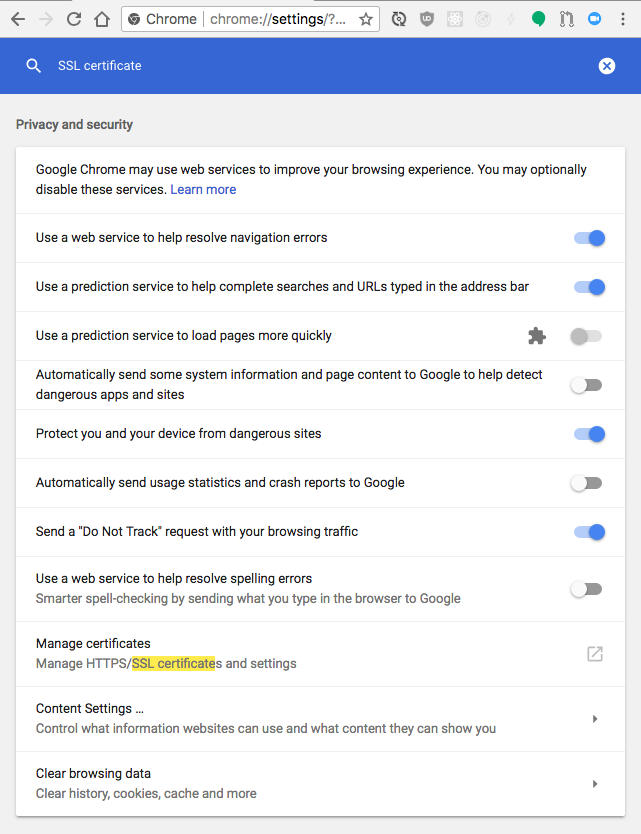 Chrome chrome://settings/?...
SSL certificate
Privacy and security
Google Chrome may use web services to improve your browsing experience. You may optionally
disable these services. Learn more
Use a web service to help resolve navigation errors
Use a prediction service to help complete searches and URLs typed in the address bar
Use a prediction service to load pages more quickly
Automatically send some system information and page content to Google to help detect
dangerous apps and sites
Protect you and your device from dangerous sites
Automatically send usage statistics and crash reports to Google
Send a "Do Not Track" request with your browsing traffic
Use a web service to help resolve spelling errors
Smarter spell-checking by sending what you type in the browser to Google
Manage certificates
Manage HTTPS/SSL certificates and settings
Content Settings ...
Control what information websites can use and what content they can show you
Clear browsing data
Clear history, cookies, cache and more